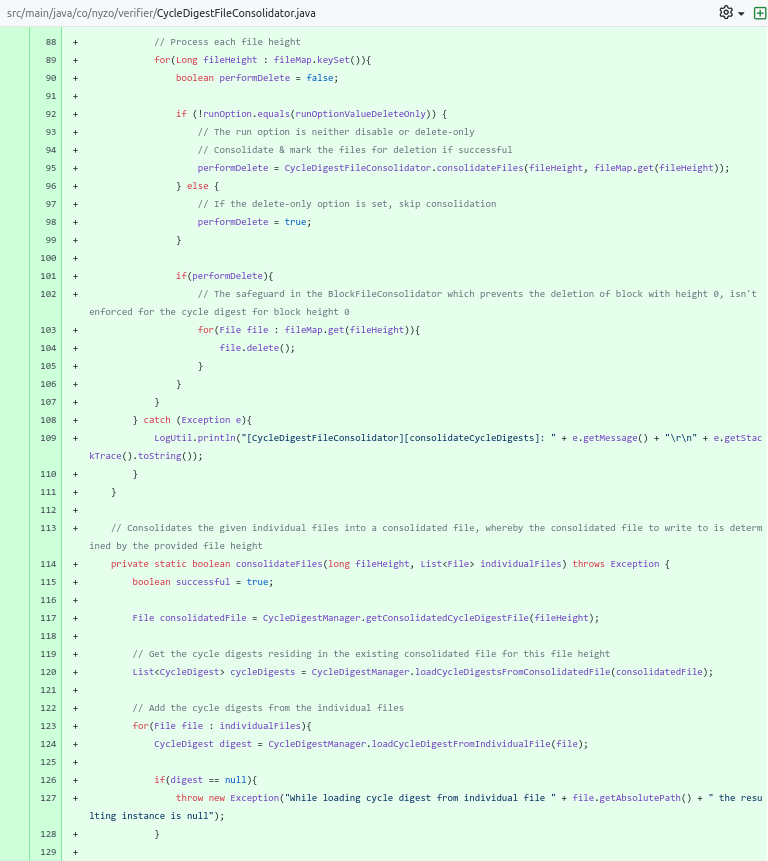 src/main/java/co/nyzo/verifier/CycleDigestFileConsolidator.java
88 + // Process each file height
89 + for(Long fileHeight : fileMap.keySet()){
90 + boolean performDelete = false;
91 +
92 + if (!runOption.equals(runOptionValueDeleteOnly)) {
93 + // The run option is neither disable or delete-only
94 + // Consolidate & mark the files for deletion if successful
95 + performDelete = CycleDigestFileConsolidator.consolidateFiles(fileHeight, fileMap.get(fileHeight));
96 + } else {
97 + // If the delete-only option is set, skip consolidation
98 + performDelete = true;
99 + }
100 +
101 + if(performDelete){
102 + // The safeguard in the BlockFileConsolidator which prevents the deletion of block with height 0, isn't
enforced for the cycle digest for block height 0
103 + for(File file : fileMap.get(fileHeight)){
104 + file.delete();
105 + }
106 + }
107 + }
108 + } catch (Exception e){
109 + LogUtil.println("[CycleDigestFileConsolidator][consolidateCycleDigests]: " + e.getMessage() + "\r\n" + e.getStac
kTrace().toString());
110 + }
111 + }
112 +
113 + // Consolidates the given individual files into a consolidated file, whereby the consolidated file to write to is determ
ined by the provided file height
114 + private static boolean consolidateFiles(long fileHeight, List<File> individualFiles) throws Exception {
115 + boolean successful = true;
116 +
117 + File consolidatedFile = CycleDigestManager.getConsolidatedCycleDigestFile(fileHeight);
118 +
119 + // Get the cycle digests residing in the existing consolidated file for this file height
120 + List<CycleDigest> cycleDigests = CycleDigestManager.loadCycleDigestsFromConsolidatedFile(consolidatedFile);
121 +
122 + // Add the cycle digests from the individual files
123 + for(File file : individualFiles){
124 + CycleDigest digest = CycleDigestManager.loadCycleDigestFromIndividualFile(file);
125 +
126 + if(digest == null){
127 + throw new Exception("While loading cycle digest from individual file " + file.getAbsolutePath() + " the resu
lting instance is null");
128 + }
129 +